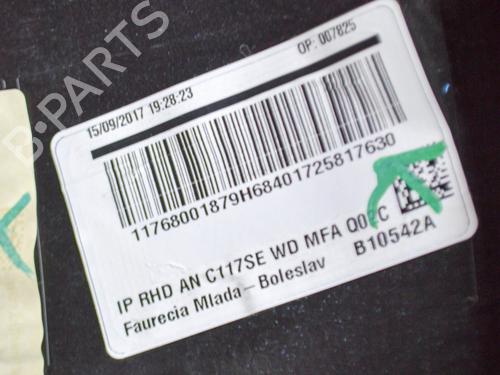 B-PARTS
15/09/2017 19:28:23
OP: 007825
11768001879H68401725817630
IP RHD AN C117SE WD MFA
B10542A
Faurecia Mlada-Boleslav